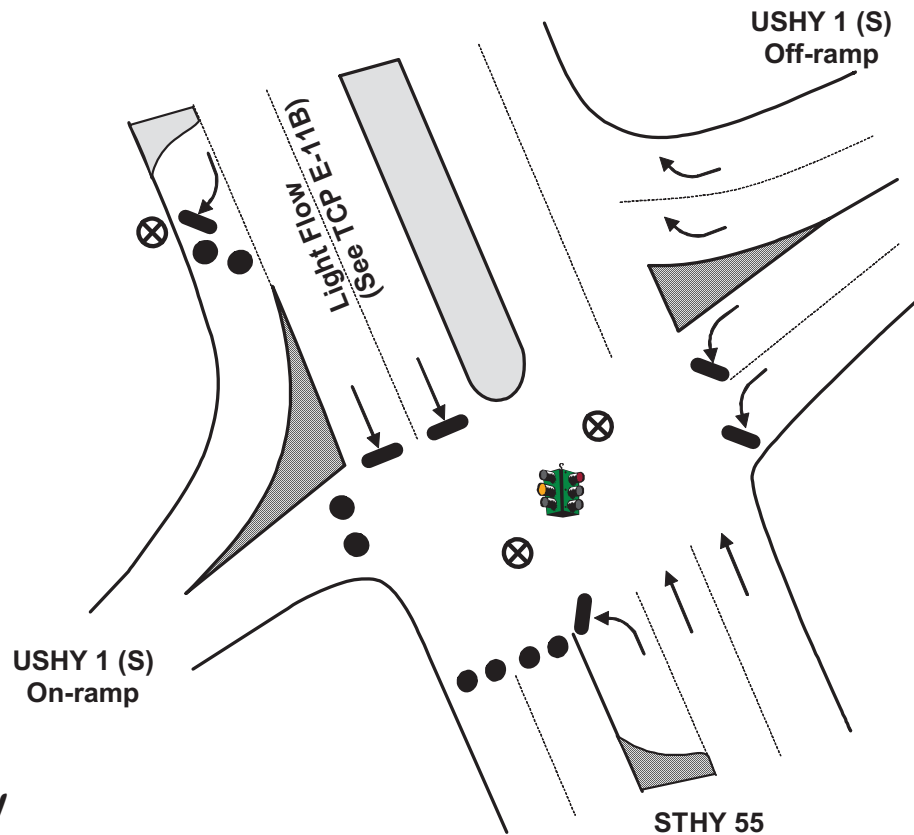 USHY 1 (S)
Off-ramp
Light Flow
(See TCP E-11B)
USHY 1 (S)
On-ramp
STHY 55